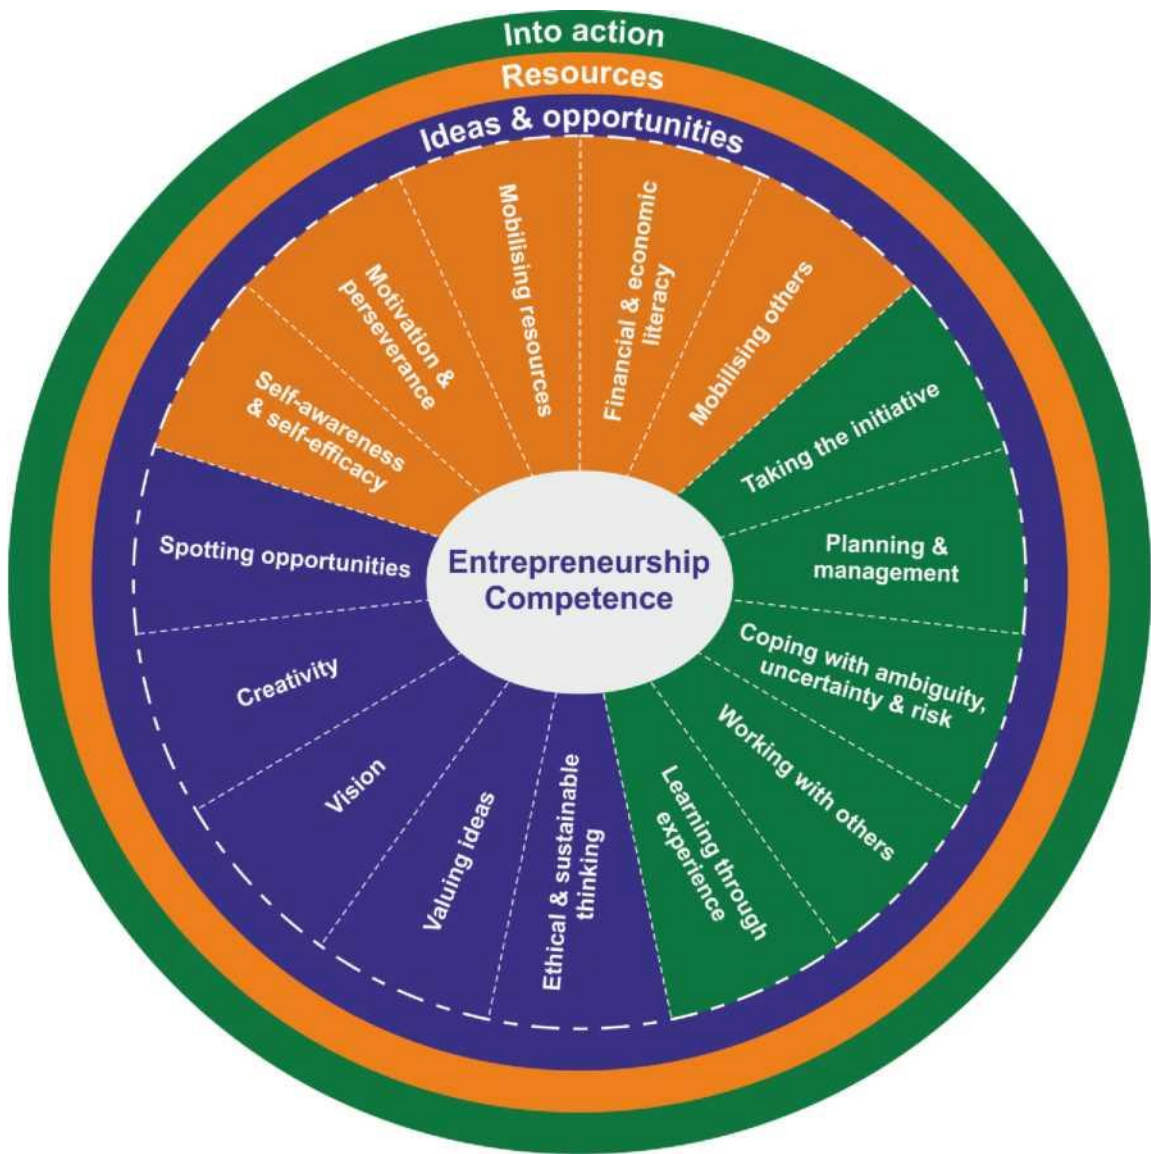 Into action
Resources
Ideas & opportunities
Mobilising resources
Financial & economic
literacy
Mobilising others
Motivation &
perseverance
Self-awareness
& self-efficacy
Taking the initiative
Spotting opportunities
Entrepreneurship
Competence
Planning &
management
Creativity
Coping with ambiguity,
uncertainty & risk
Vision
Working with others
Valuing ideas
Ethical & sustainable
thinking
Learning through
experience